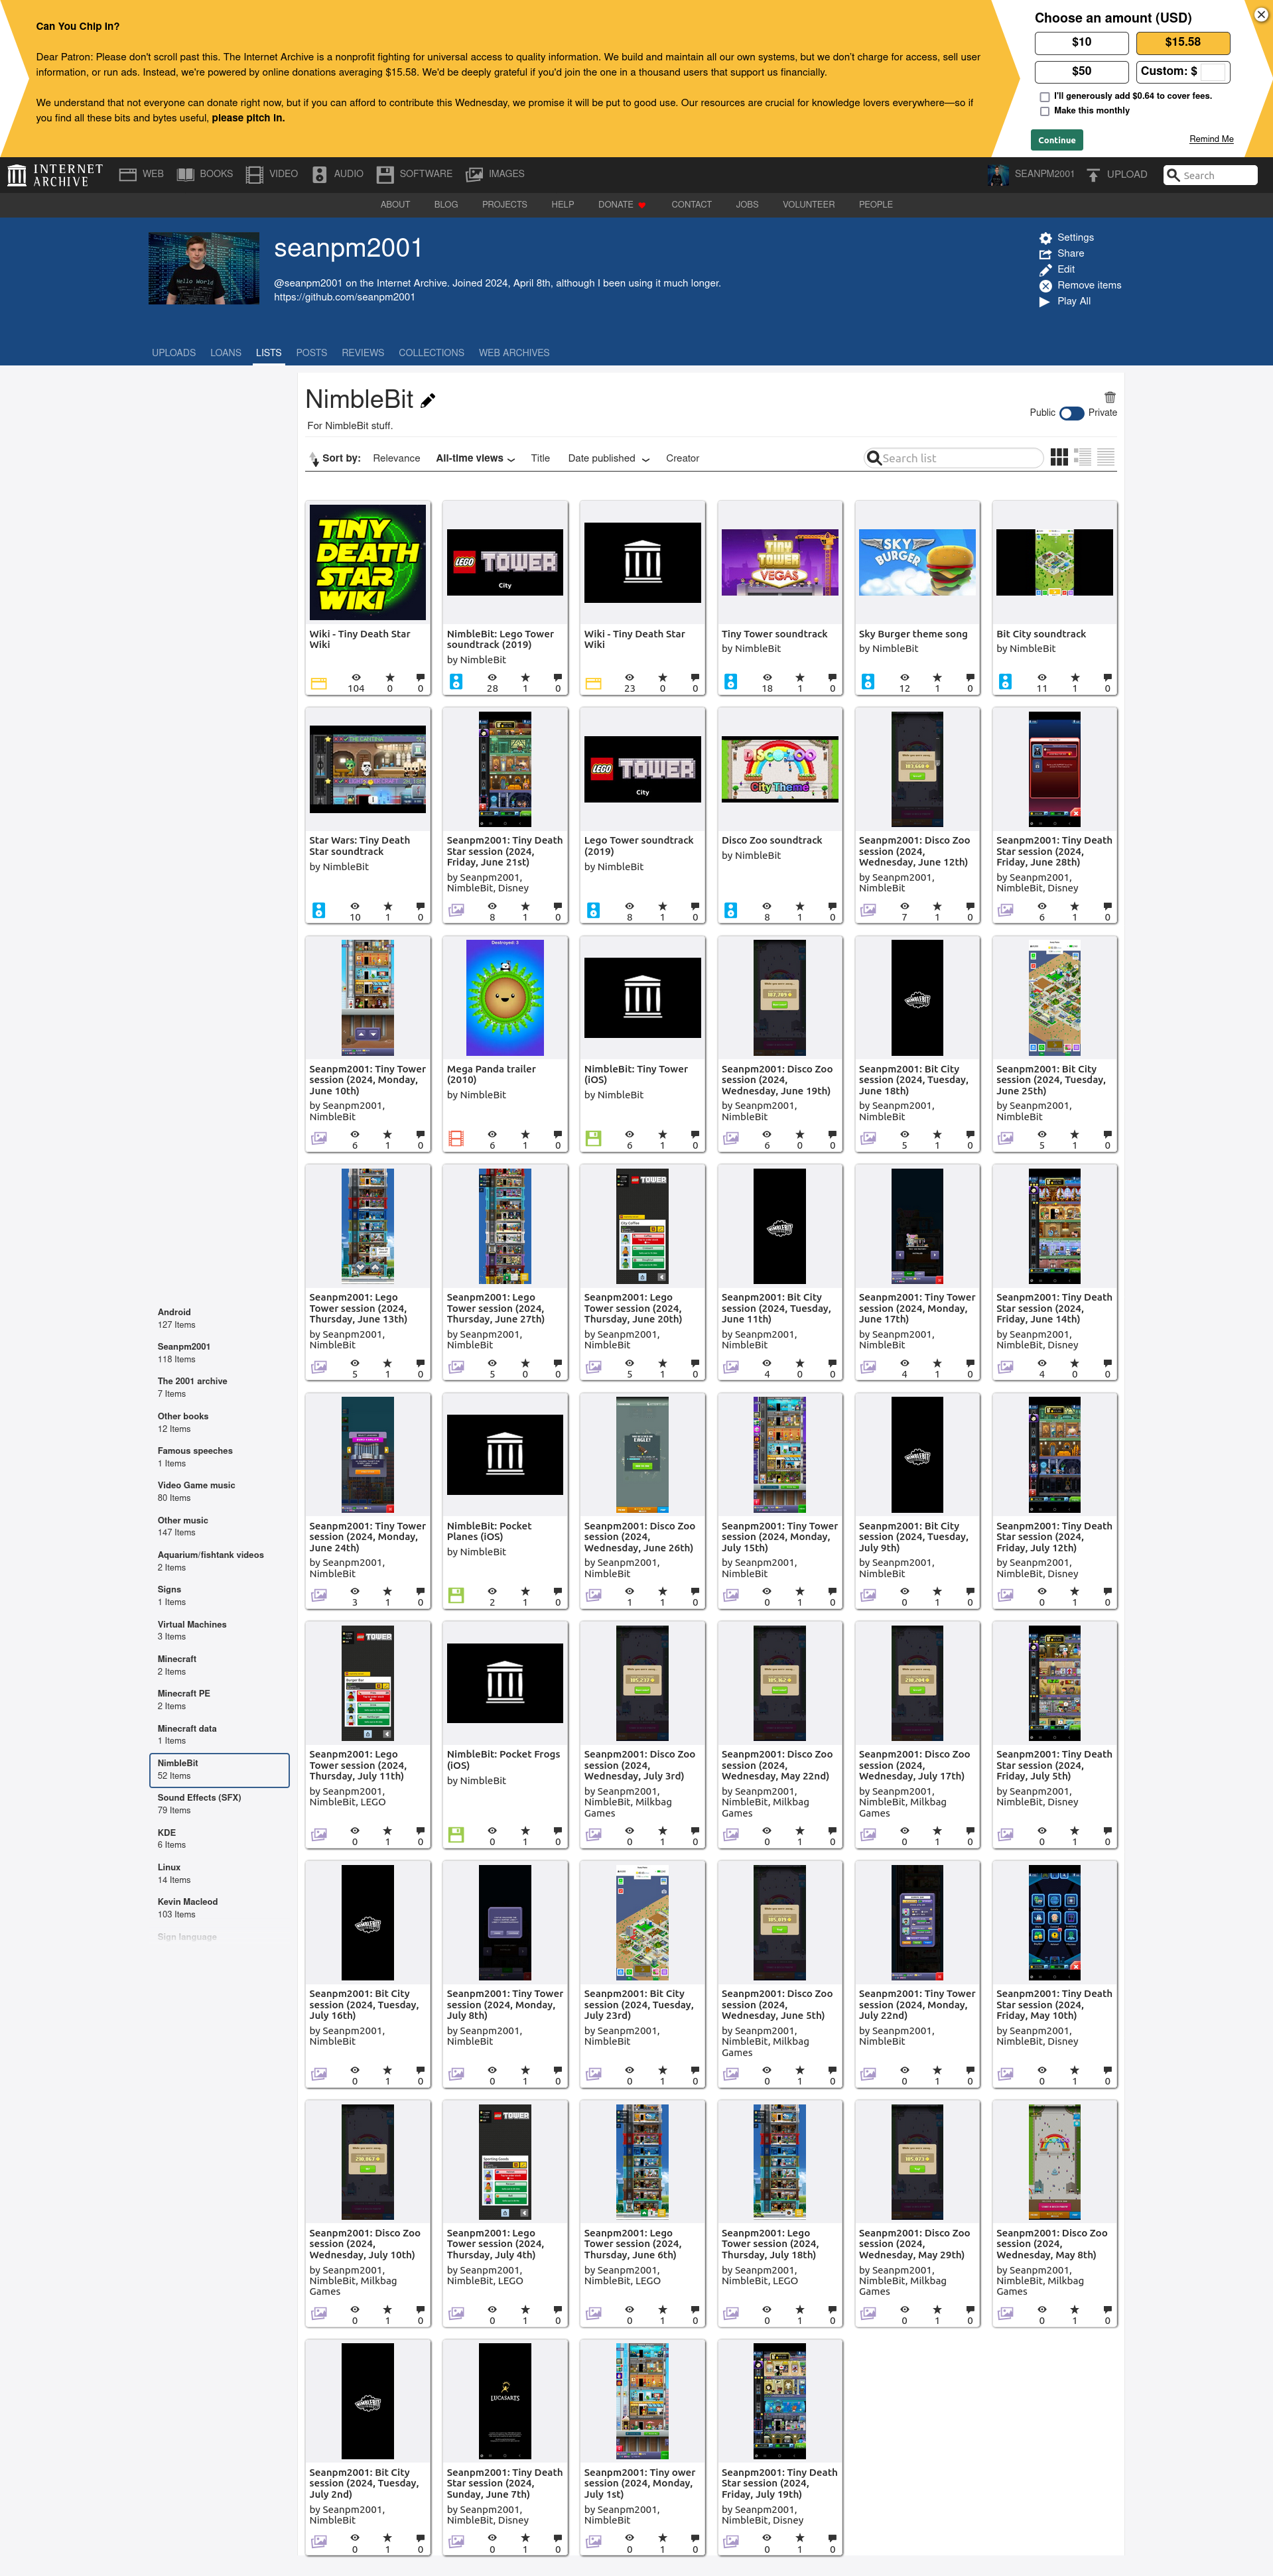 Can You Chip In?
Dear Patron: Please don't scroll past this. The Internet Archive is a nonprofit fighting for universal access to quality information. We build and maintain all our own systems, but we don't charge for access, sell user
information, or run ads. Instead, we're powered by online donations averaging $15.58. We'd be deeply grateful if you'd join the one in a thousand users that support us financially.
We understand that not everyone can donate right now, but if you can afford to contribute this Wednesday, we promise it will be put to good use. Our resources are crucial for knowledge lovers everywhere—so if
you find all these bits and bytes useful, please pitch in.
Choose an amount (USD)
$10
$15.58
$50
Custom: $
I'll generously add $0.64 to cover fees.
Make this monthly
Continue
Remind Me
INTERNET ARCHIVE
WEB
BOOKS
VIDEO
AUDIO
SOFTWARE
IMAGES
SEANPM2001
UPLOAD
Search
ABOUT
BLOG
PROJECTS
HELP
DONATE
CONTACT
JOBS
VOLUNTEER
PEOPLE
Hello World
seanpm2001
@seanpm2001 on the Internet Archive. Joined 2024, April 8th, although I been using it much longer.
https://github.com/seanpm2001
Settings
Share
Edit
Remove items
Play All
UPLOADS
LOANS
LISTS
POSTS
REVIEWS
COLLECTIONS
WEB ARCHIVES
NimbleBit
For NimbleBit stuff.
Public
Private
Sort by:
Relevance
All-time views
Title
Date published
Creator
Search list
TINY
DEATH
STAR
WIKI
Wiki - Tiny Death Star
Wiki
104 0 0
LEGO TOWER
City
NimbleBit: Lego Tower
soundtrack (2019)
by NimbleBit
28 1 0
Wiki - Tiny Death Star
Wiki
23 0 0
TINY
TOWER
VEGAS
Tiny Tower soundtrack
by NimbleBit
18 1 0
SKY
BURGER
Sky Burger theme song
by NimbleBit
12 1 0
Bit City soundtrack
by NimbleBit
11 1 0
Star Wars: Tiny Death
Star soundtrack
by NimbleBit
10 1 0
Seanpm2001: Tiny Death
Star session (2024,
Friday, June 21st)
by Seanpm2001,
NimbleBit, Disney
8 1 0
LEGO TOWER
City
Lego Tower soundtrack
(2019)
by NimbleBit
8 1 0
DISCO ZOO
City Theme
Disco Zoo soundtrack
by NimbleBit
8 1 0
Seanpm2001: Disco Zoo
session (2024,
Wednesday, June 12th)
by Seanpm2001,
NimbleBit
7 1 0
Seanpm2001: Tiny Death
Star session (2024,
Friday, June 28th)
by Seanpm2001,
NimbleBit, Disney
6 1 0
Seanpm2001: Tiny Tower
session (2024, Monday,
June 10th)
by Seanpm2001,
NimbleBit
6 1 0
Destroyed: 3
Mega Panda trailer
(2010)
by NimbleBit
6 1 0
NimbleBit: Tiny Tower
(iOS)
by NimbleBit
6 1 0
Seanpm2001: Disco Zoo
session (2024,
Wednesday, June 19th)
by Seanpm2001,
NimbleBit
6 0 0
NIMBLEBIT
Seanpm2001: Bit City
session (2024, Tuesday,
June 18th)
by Seanpm2001,
NimbleBit
5 1 0
Seanpm2001: Bit City
session (2024, Tuesday,
June 25th)
by Seanpm2001,
NimbleBit
5 1 0
Seanpm2001: Lego
Tower session (2024,
Thursday, June 13th)
by Seanpm2001,
NimbleBit
5 1 0
Seanpm2001: Lego
Tower session (2024,
Thursday, June 27th)
by Seanpm2001,
NimbleBit
5 0 0
TOWER
City Coffee
Seanpm2001: Lego
Tower session (2024,
Thursday, June 20th)
by Seanpm2001,
NimbleBit
5 1 0
NIMBLEBIT
Seanpm2001: Bit City
session (2024, Tuesday,
June 11th)
by Seanpm2001,
NimbleBit
4 0 0
Seanpm2001: Tiny Tower
session (2024, Monday,
June 17th)
by Seanpm2001,
NimbleBit
4 1 0
Seanpm2001: Tiny Death
Star session (2024,
Friday, June 14th)
by Seanpm2001,
NimbleBit, Disney
4 0 0
Seanpm2001: Tiny Tower
session (2024, Monday,
June 24th)
by Seanpm2001,
NimbleBit
3 1 0
NimbleBit: Pocket
Planes (iOS)
by NimbleBit
2 1 0
Seanpm2001: Disco Zoo
session (2024,
Wednesday, June 26th)
by Seanpm2001,
NimbleBit
1 1 0
Seanpm2001: Tiny Tower
session (2024, Monday,
July 15th)
by Seanpm2001,
NimbleBit
0 1 0
NIMBLEBIT
Seanpm2001: Bit City
session (2024, Tuesday,
July 9th)
by Seanpm2001,
NimbleBit
0 1 0
Seanpm2001: Tiny Death
Star session (2024,
Friday, July 12th)
by Seanpm2001,
NimbleBit, Disney
0 1 0
TOWER
Burger Bar
Seanpm2001: Lego
Tower session (2024,
Thursday, July 11th)
by Seanpm2001,
NimbleBit, LEGO
0 1 0
NimbleBit: Pocket Frogs
(iOS)
by NimbleBit
0 1 0
Seanpm2001: Disco Zoo
session (2024,
Wednesday, July 3rd)
by Seanpm2001,
NimbleBit, Milkbag
Games
0 1 0
Seanpm2001: Disco Zoo
session (2024,
Wednesday, May 22nd)
by Seanpm2001,
NimbleBit, Milkbag
Games
0 1 0
Seanpm2001: Disco Zoo
session (2024,
Wednesday, July 17th)
by Seanpm2001,
NimbleBit, Milkbag
Games
0 1 0
Seanpm2001: Tiny Death
Star session (2024,
Friday, July 5th)
by Seanpm2001,
NimbleBit, Disney
0 1 0
NIMBLEBIT
Seanpm2001: Bit City
session (2024, Tuesday,
July 16th)
by Seanpm2001,
NimbleBit
0 1 0
Seanpm2001: Tiny Tower
session (2024, Monday,
July 8th)
by Seanpm2001,
NimbleBit
0 1 0
Seanpm2001: Bit City
session (2024, Tuesday,
July 23rd)
by Seanpm2001,
NimbleBit
0 1 0
Seanpm2001: Disco Zoo
session (2024,
Wednesday, June 5th)
by Seanpm2001,
NimbleBit, Milkbag
Games
0 1 0
Seanpm2001: Tiny Tower
session (2024, Monday,
July 22nd)
by Seanpm2001,
NimbleBit
0 1 0
Seanpm2001: Tiny Death
Star session (2024,
Friday, May 10th)
by Seanpm2001,
NimbleBit, Disney
0 1 0
Seanpm2001: Disco Zoo
session (2024,
Wednesday, July 10th)
by Seanpm2001,
NimbleBit, Milkbag
Games
0 1 0
TOWER
Sporting Goods
Seanpm2001: Lego
Tower session (2024,
Thursday, July 4th)
by Seanpm2001,
NimbleBit, LEGO
0 1 0
Seanpm2001: Lego
Tower session (2024,
Thursday, June 6th)
by Seanpm2001,
NimbleBit, LEGO
0 1 0
Seanpm2001: Lego
Tower session (2024,
Thursday, July 18th)
by Seanpm2001,
NimbleBit, LEGO
0 1 0
Seanpm2001: Disco Zoo
session (2024,
Wednesday, May 29th)
by Seanpm2001,
NimbleBit, Milkbag
Games
0 1 0
Seanpm2001: Disco Zoo
session (2024,
Wednesday, May 8th)
by Seanpm2001,
NimbleBit, Milkbag
Games
0 1 0
NIMBLEBIT
Seanpm2001: Bit City
session (2024, Tuesday,
July 2nd)
by Seanpm2001,
NimbleBit
0 1 0
LUCASARTS
Seanpm2001: Tiny Death
Star session (2024,
Sunday, June 7th)
by Seanpm2001,
NimbleBit, Disney
0 1 0
Seanpm2001: Tiny ower
session (2024, Monday,
July 1st)
by Seanpm2001,
NimbleBit
0 1 0
Seanpm2001: Tiny Death
Star session (2024,
Friday, July 19th)
by Seanpm2001,
NimbleBit, Disney
0 1 0
Android
127 Items
Seanpm2001
118 Items
The 2001 archive
7 Items
Other books
12 Items
Famous speeches
1 Items
Video Game music
80 Items
Other music
147 Items
Aquarium/fishtank videos
2 Items
Signs
1 Items
Virtual Machines
3 Items
Minecraft
2 Items
Minecraft PE
2 Items
Minecraft data
1 Items
NimbleBit
52 Items
Sound Effects (SFX)
79 Items
KDE
6 Items
Linux
14 Items
Kevin Macleod
103 Items
Sign language